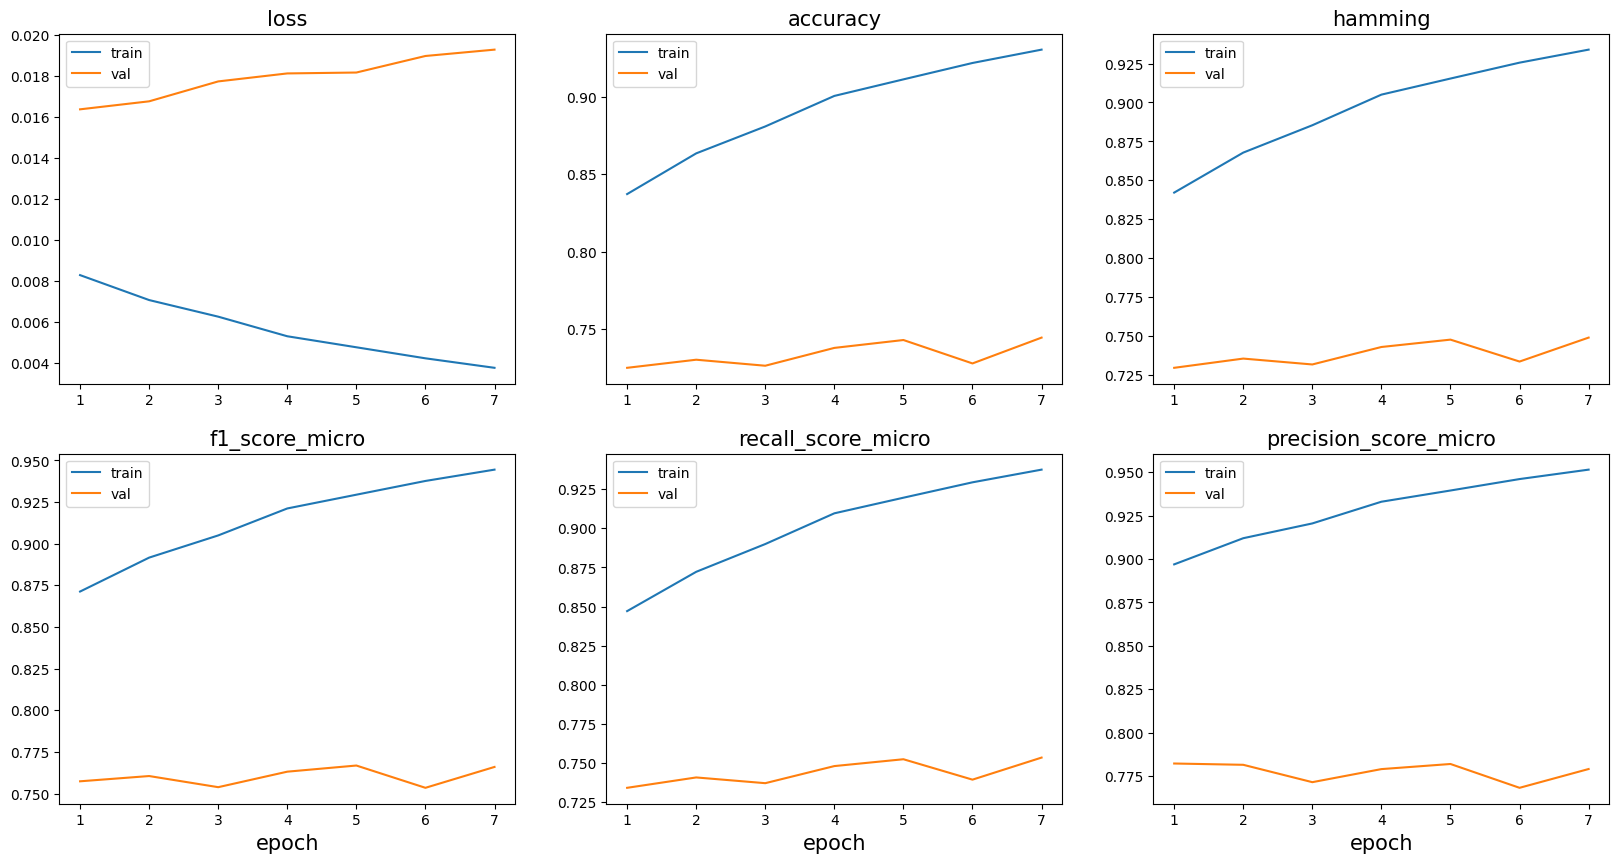 loss
0.020
0.018
0.016
0.014
0.012
0.010
0.008
0.006
0.004
train
val
1 2 3 4 5 6 7
accuracy
0.90
0.85
0.80
0.75
train
val
1 2 3 4 5 6 7
hamming
0.925
0.900
0.875
0.850
0.825
0.800
0.775
0.750
0.725
train
val
1 2 3 4 5 6 7
f1_score_micro
0.950
0.925
0.900
0.875
0.850
0.825
0.800
0.775
0.750
train
val
1 2 3 4 5 6 7
epoch
recall_score_micro
0.925
0.900
0.875
0.850
0.825
0.800
0.775
0.750
0.725
train
val
1 2 3 4 5 6 7
epoch
precision_score_micro
0.950
0.925
0.900
0.875
0.850
0.825
0.800
0.775
train
val
1 2 3 4 5 6 7
epoch